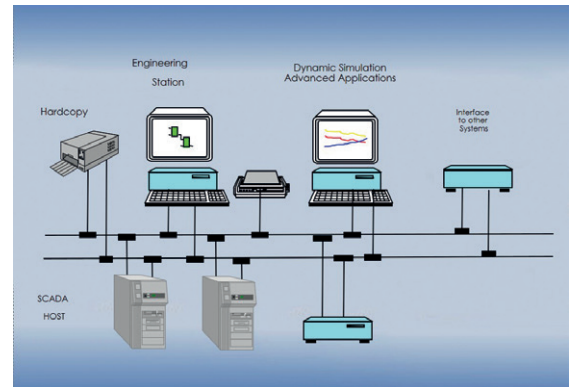 Engineering
Station
Dynamic Simulation
Advanced Applications
Hardcopy
Interface
to other
Systems
SCADA
HOST